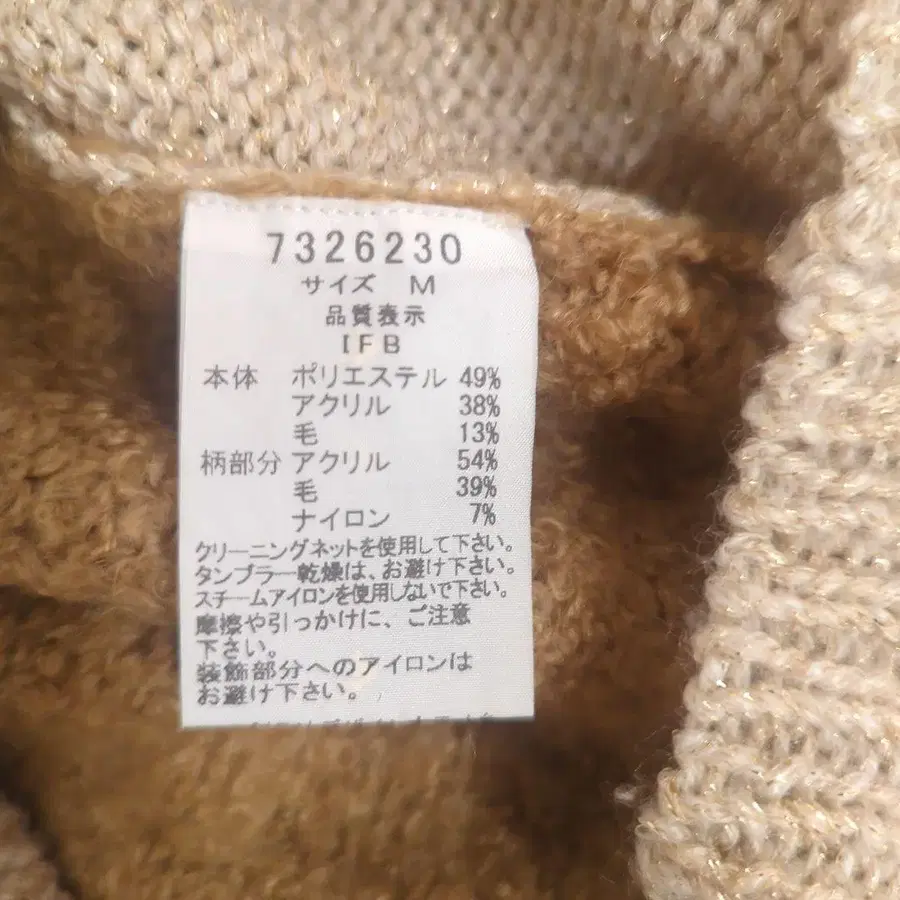 7326230
サイズ M
品質表示
IFB
本体 ポリエステル 49%
アクリル 38%
毛 13%
柄部分 アクリル 54%
毛 39%
ナイロン 7%
クリーニングネットを使用して下さい。
タンブラー乾燥は、お避け下さい。
スチームアイロンを使用しないで下さい。
摩擦や引っかけに、ご注意
下さい。
装飾部分へのアイロンは
お避け下さい。